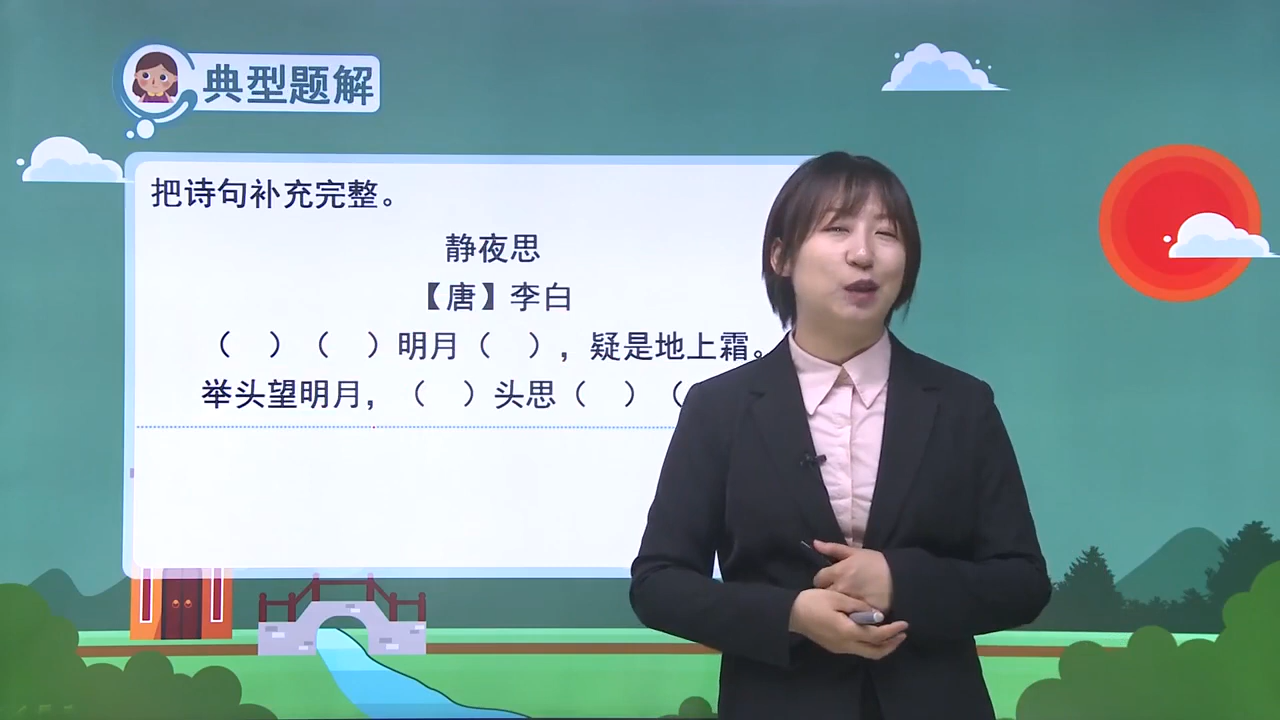 典型题解
把诗句补充完整。
静夜思
【唐】李白
（ ）（ ）明月（ ），疑是地上霜。
举头望明月，（ ）头思（ ）（